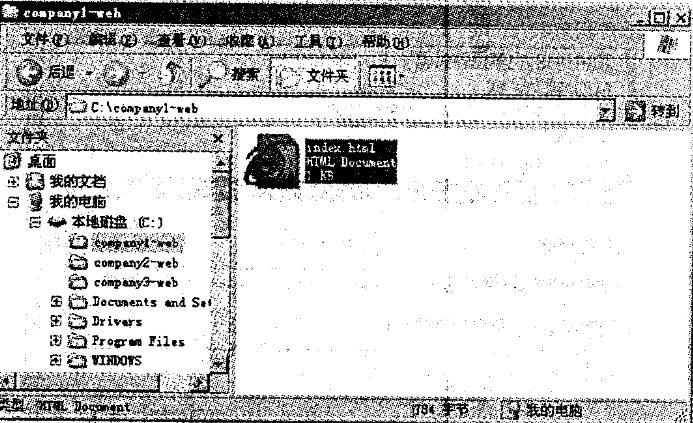 company1-web
文件(F) 编辑(E) 查看(V) 收藏(A) 工具(T) 帮助(H)
后退 搜索 文件夹
地址(D) C:\company1-web 转到
文件夹
桌面
我的文档
我的电脑
本地磁盘 (C:)
company1-web
company2-web
company3-web
Documents and Set
Drivers
Program Files
WINDOWS
index.html
HTML Document
1 KB
类型: HTML Document 784 字节 我的电脑